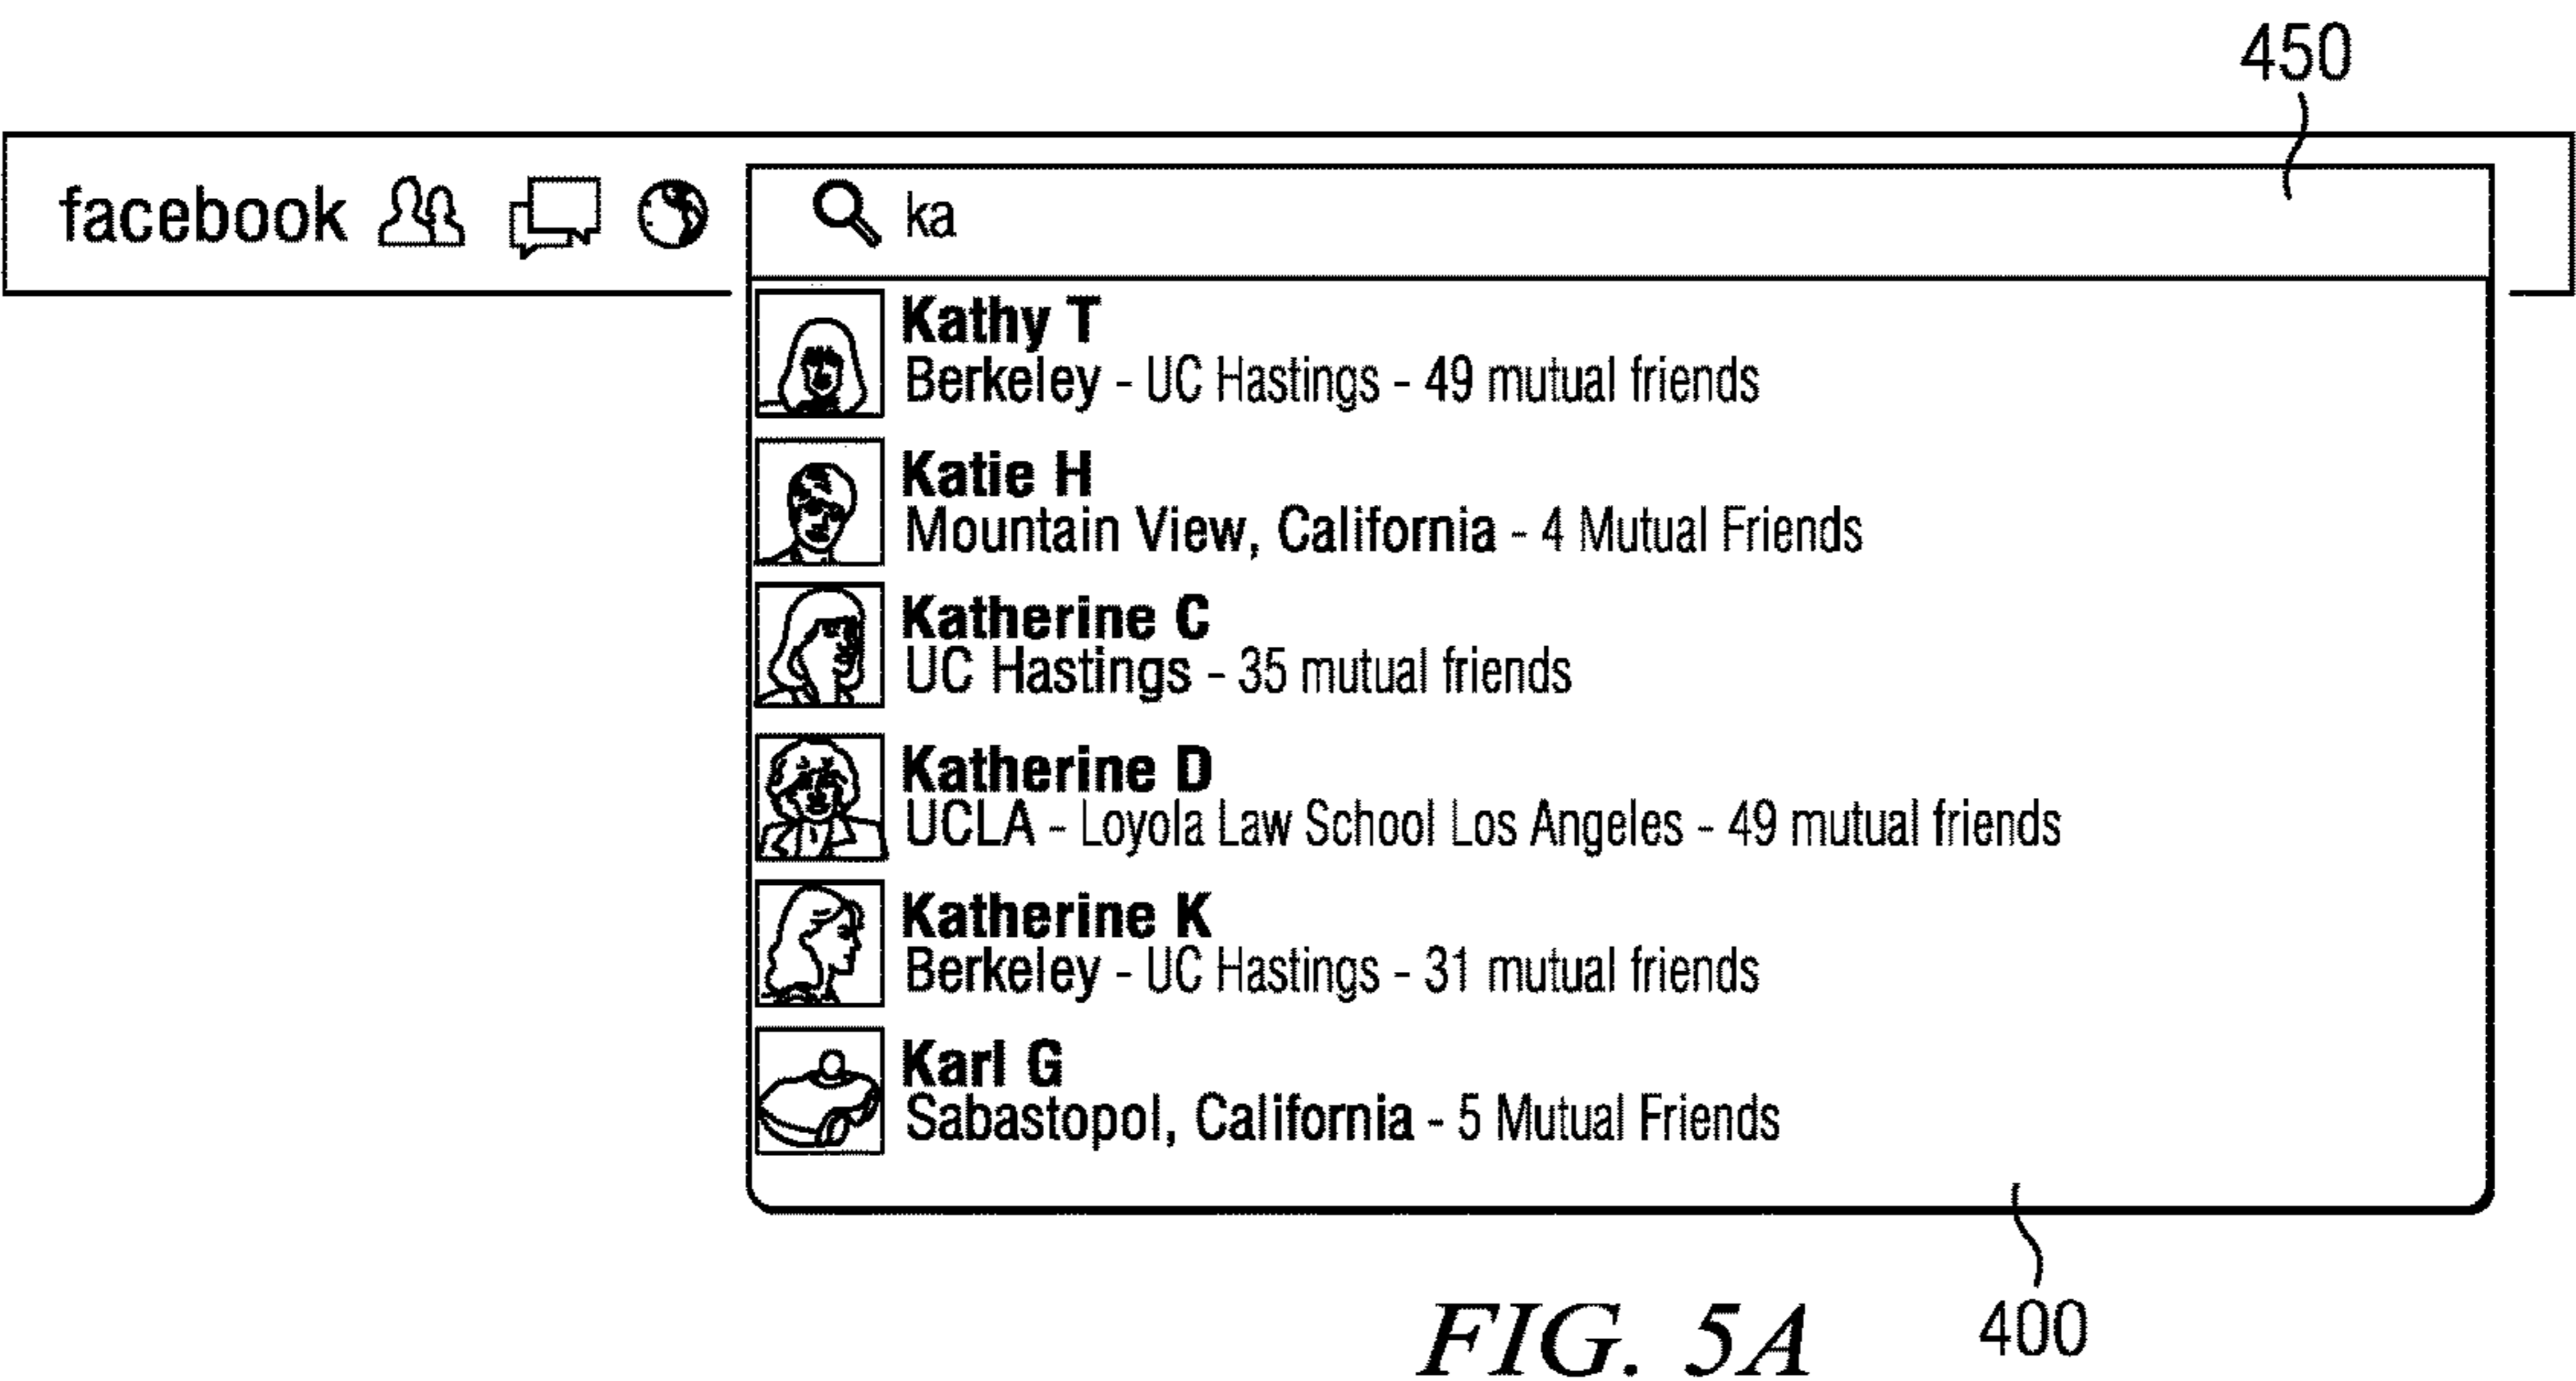 450
facebook ka
Kathy T
Berkeley - UC Hastings - 49 mutual friends
Katie H
Mountain View, California - 4 Mutual Friends
Katherine C
UC Hastings - 35 mutual friends
Katherine D
UCLA - Loyola Law School Los Angeles - 49 mutual friends
Katherine K
Berkeley - UC Hastings - 31 mutual friends
Karl G
Sabastopol, California - 5 Mutual Friends
400
FIG. 5A